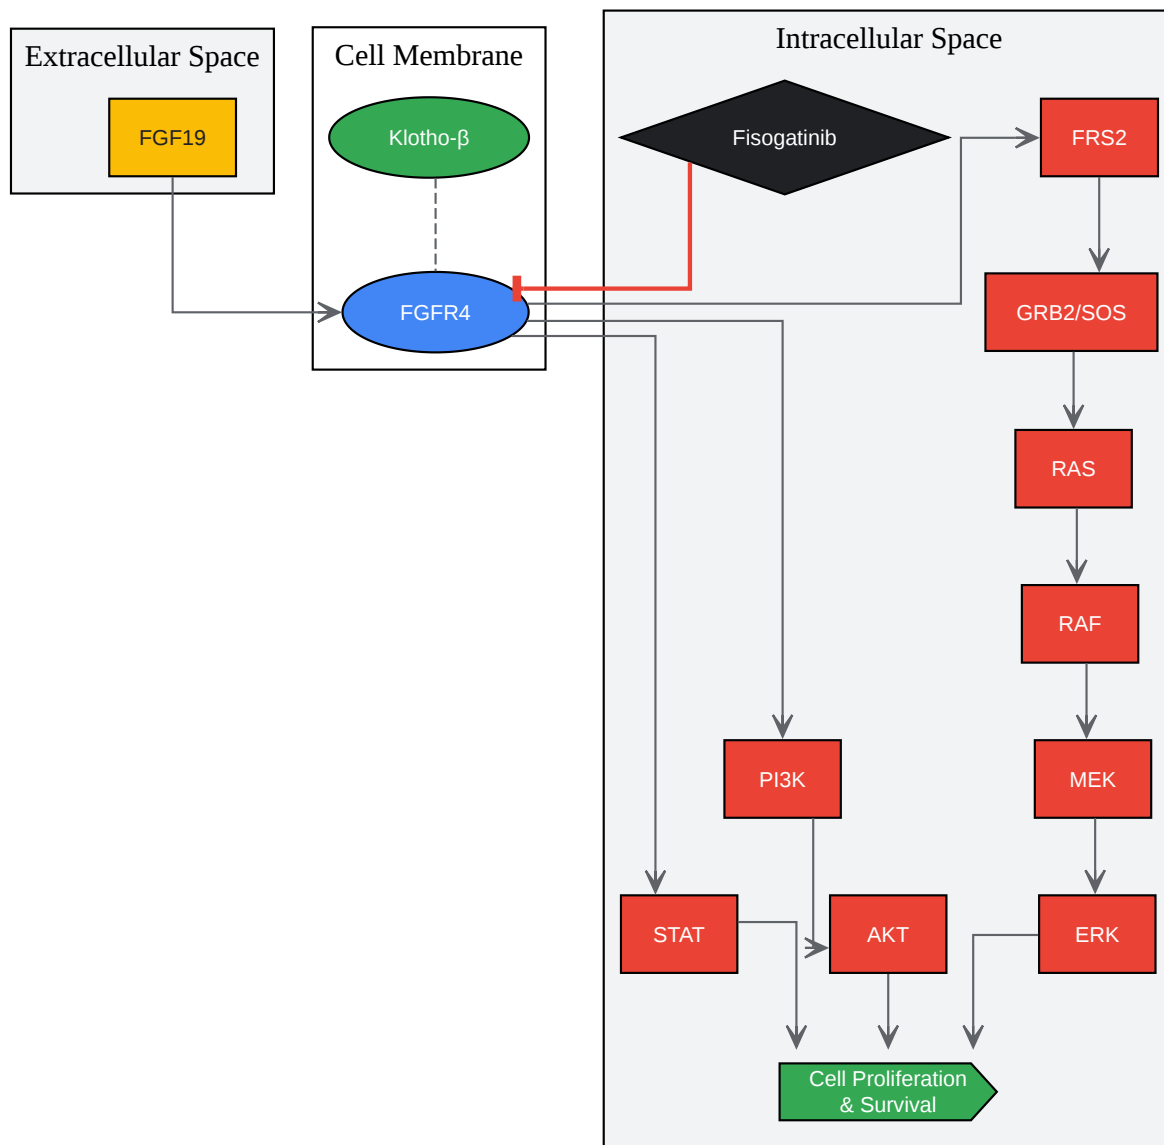 Extracellular Space
FGF19
Cell Membrane
Klotho-β
FGFR4
Intracellular Space
Fisogatinib
FRS2
GRB2/SOS
RAS
RAF
PI3K
MEK
STAT
AKT
ERK
Cell Proliferation
& Survival